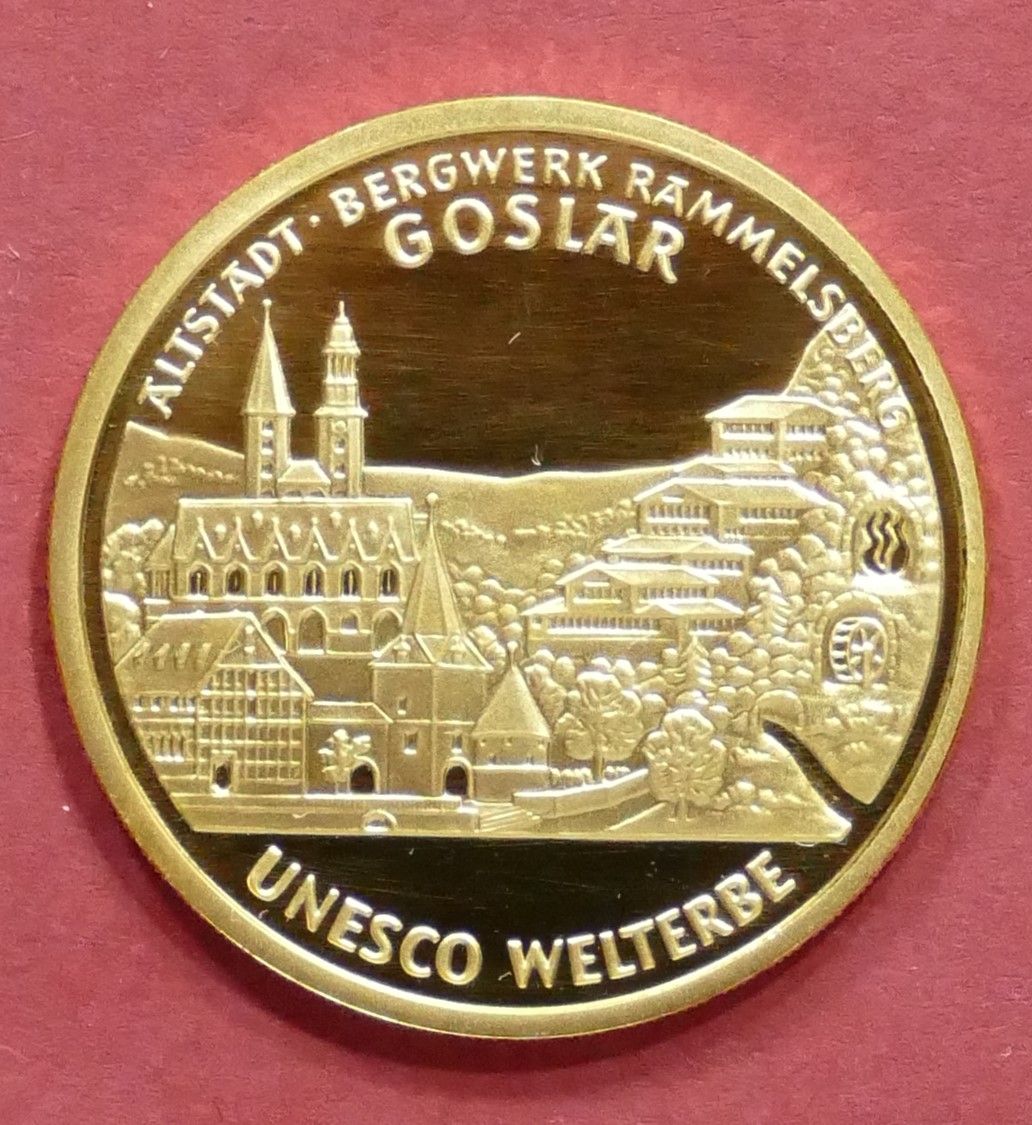 ALTSTADT · BERGWERK RAMMELSBERG
GOSLAR
UNESCO WELTERBE